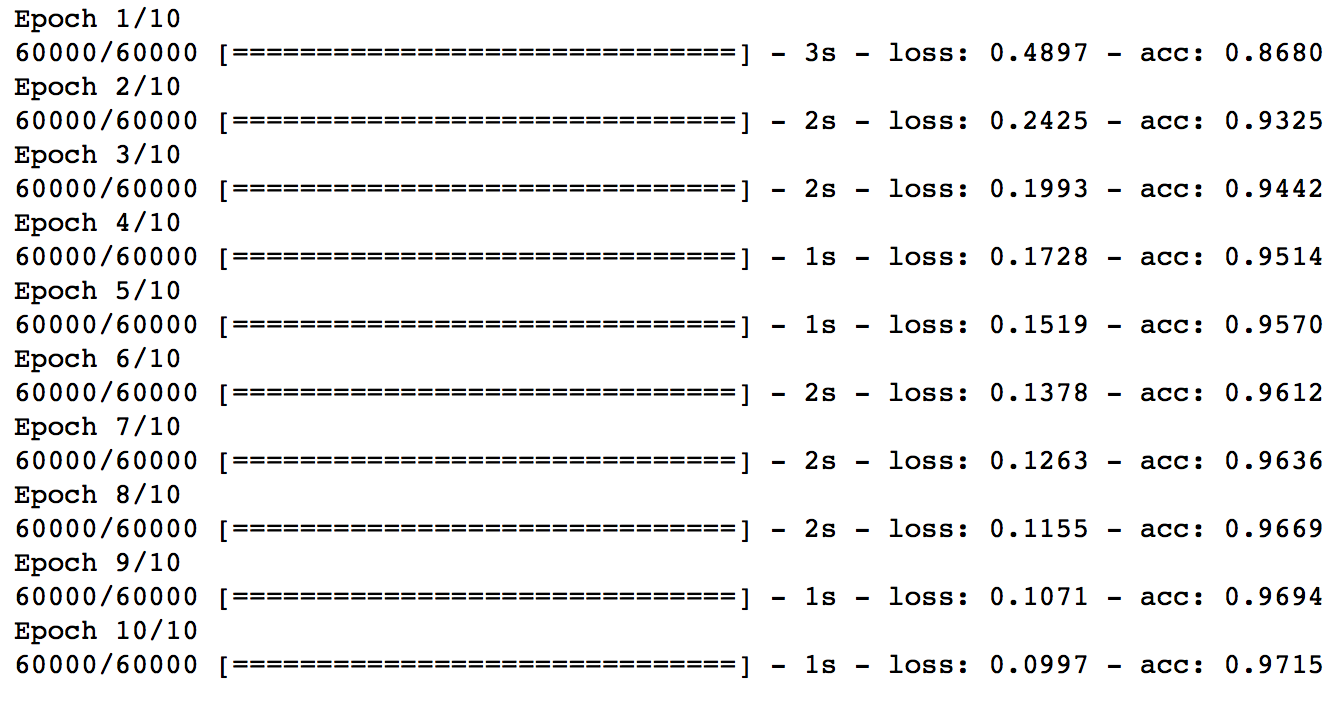 Epoch 1/10
60000/60000 [==============================] - 3s - loss: 0.4897 - acc: 0.8680
Epoch 2/10
60000/60000 [==============================] - 2s - loss: 0.2425 - acc: 0.9325
Epoch 3/10
60000/60000 [==============================] - 2s - loss: 0.1993 - acc: 0.9442
Epoch 4/10
60000/60000 [==============================] - 1s - loss: 0.1728 - acc: 0.9514
Epoch 5/10
60000/60000 [==============================] - 1s - loss: 0.1519 - acc: 0.9570
Epoch 6/10
60000/60000 [==============================] - 2s - loss: 0.1378 - acc: 0.9612
Epoch 7/10
60000/60000 [==============================] - 2s - loss: 0.1263 - acc: 0.9636
Epoch 8/10
60000/60000 [==============================] - 2s - loss: 0.1155 - acc: 0.9669
Epoch 9/10
60000/60000 [==============================] - 1s - loss: 0.1071 - acc: 0.9694
Epoch 10/10
60000/60000 [==============================] - 1s - loss: 0.0997 - acc: 0.9715